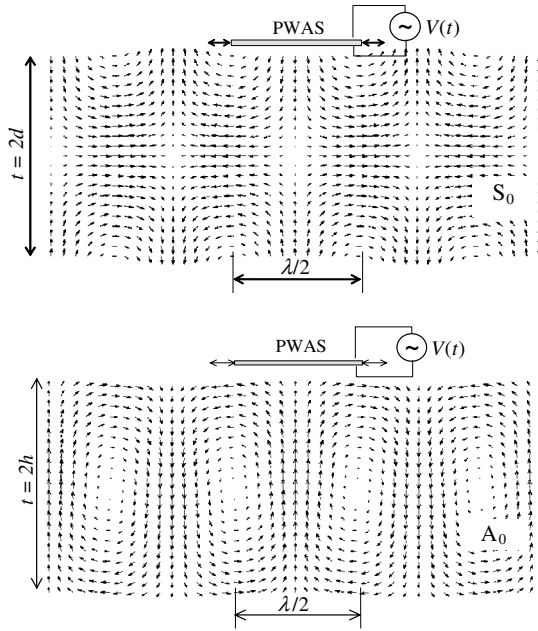 PWAS
~ V(t)
t = 2d
S₀
λ/2
PWAS
~ V(t)
t = 2h
A₀
λ/2